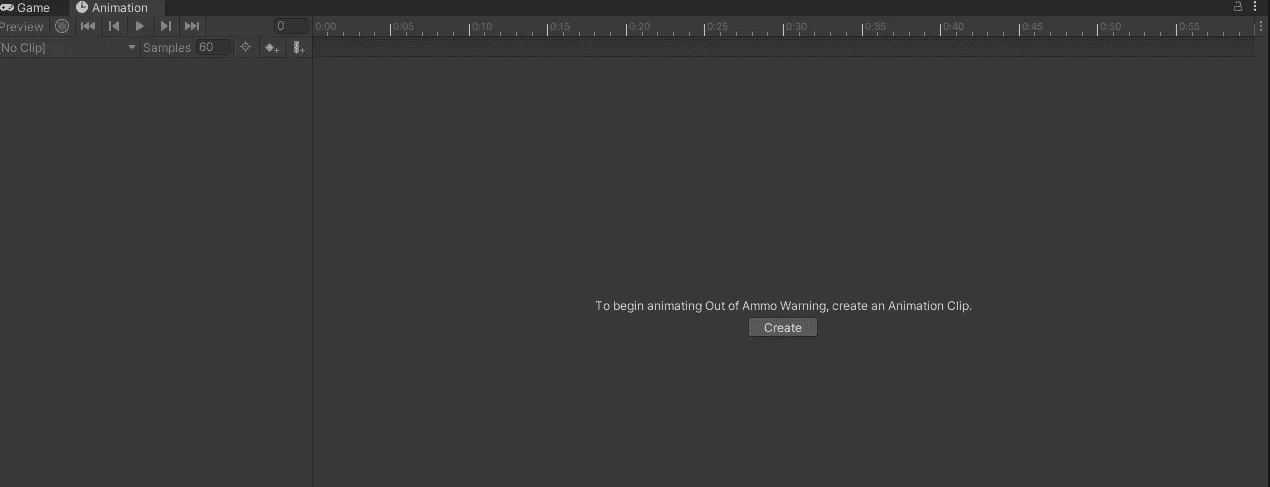 Game Animation
Preview 0 0:00 0:05 0:10 0:15 0:20 0:25 0:30 0:35 0:40 0:45 0:50 0:55
No Clip] Samples 60
To begin animating Out of Ammo Warning, create an Animation Clip.
Create